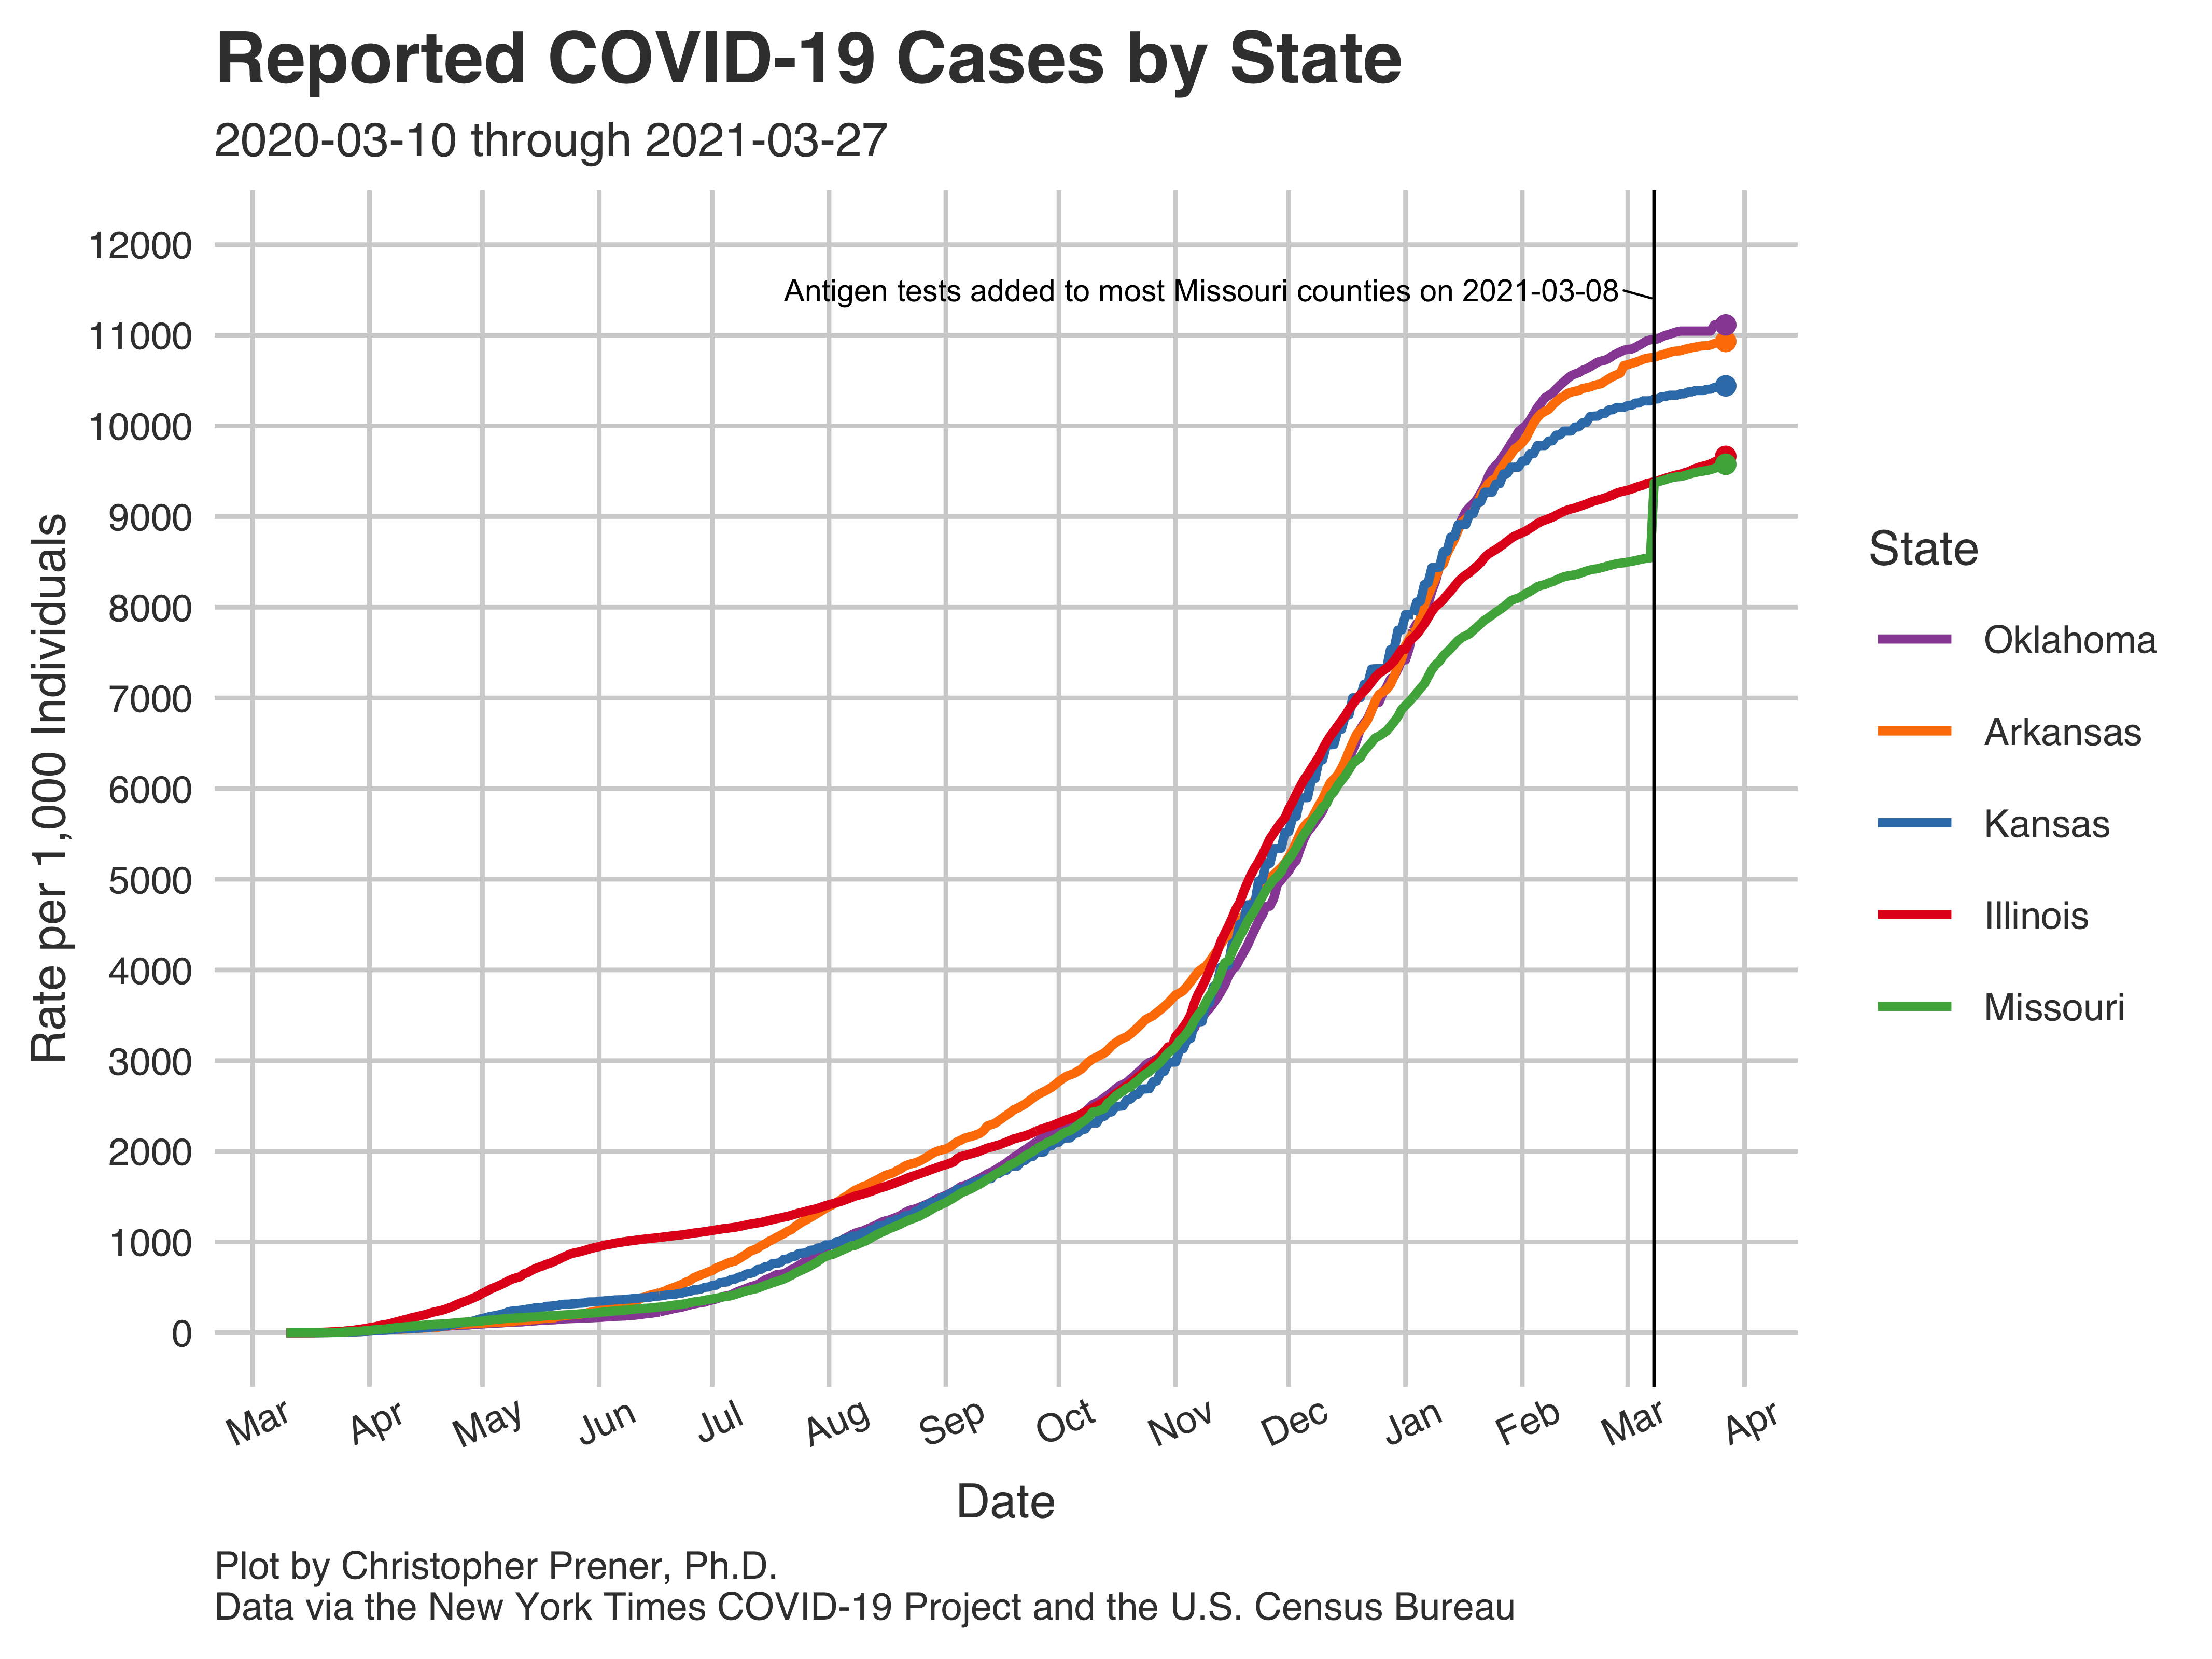 Reported COVID-19 Cases by State
2020-03-10 through 2021-03-27
12000
11000
10000
9000
8000
7000
6000
5000
4000
3000
2000
1000
0
Rate per 1,000 Individuals
Antigen tests added to most Missouri counties on 2021-03-08
Mar Apr May Jun Jul Aug Sep Oct Nov Dec Jan Feb Mar Apr
Date
State
Oklahoma
Arkansas
Kansas
Illinois
Missouri
Plot by Christopher Prener, Ph.D.
Data via the New York Times COVID-19 Project and the U.S. Census Bureau